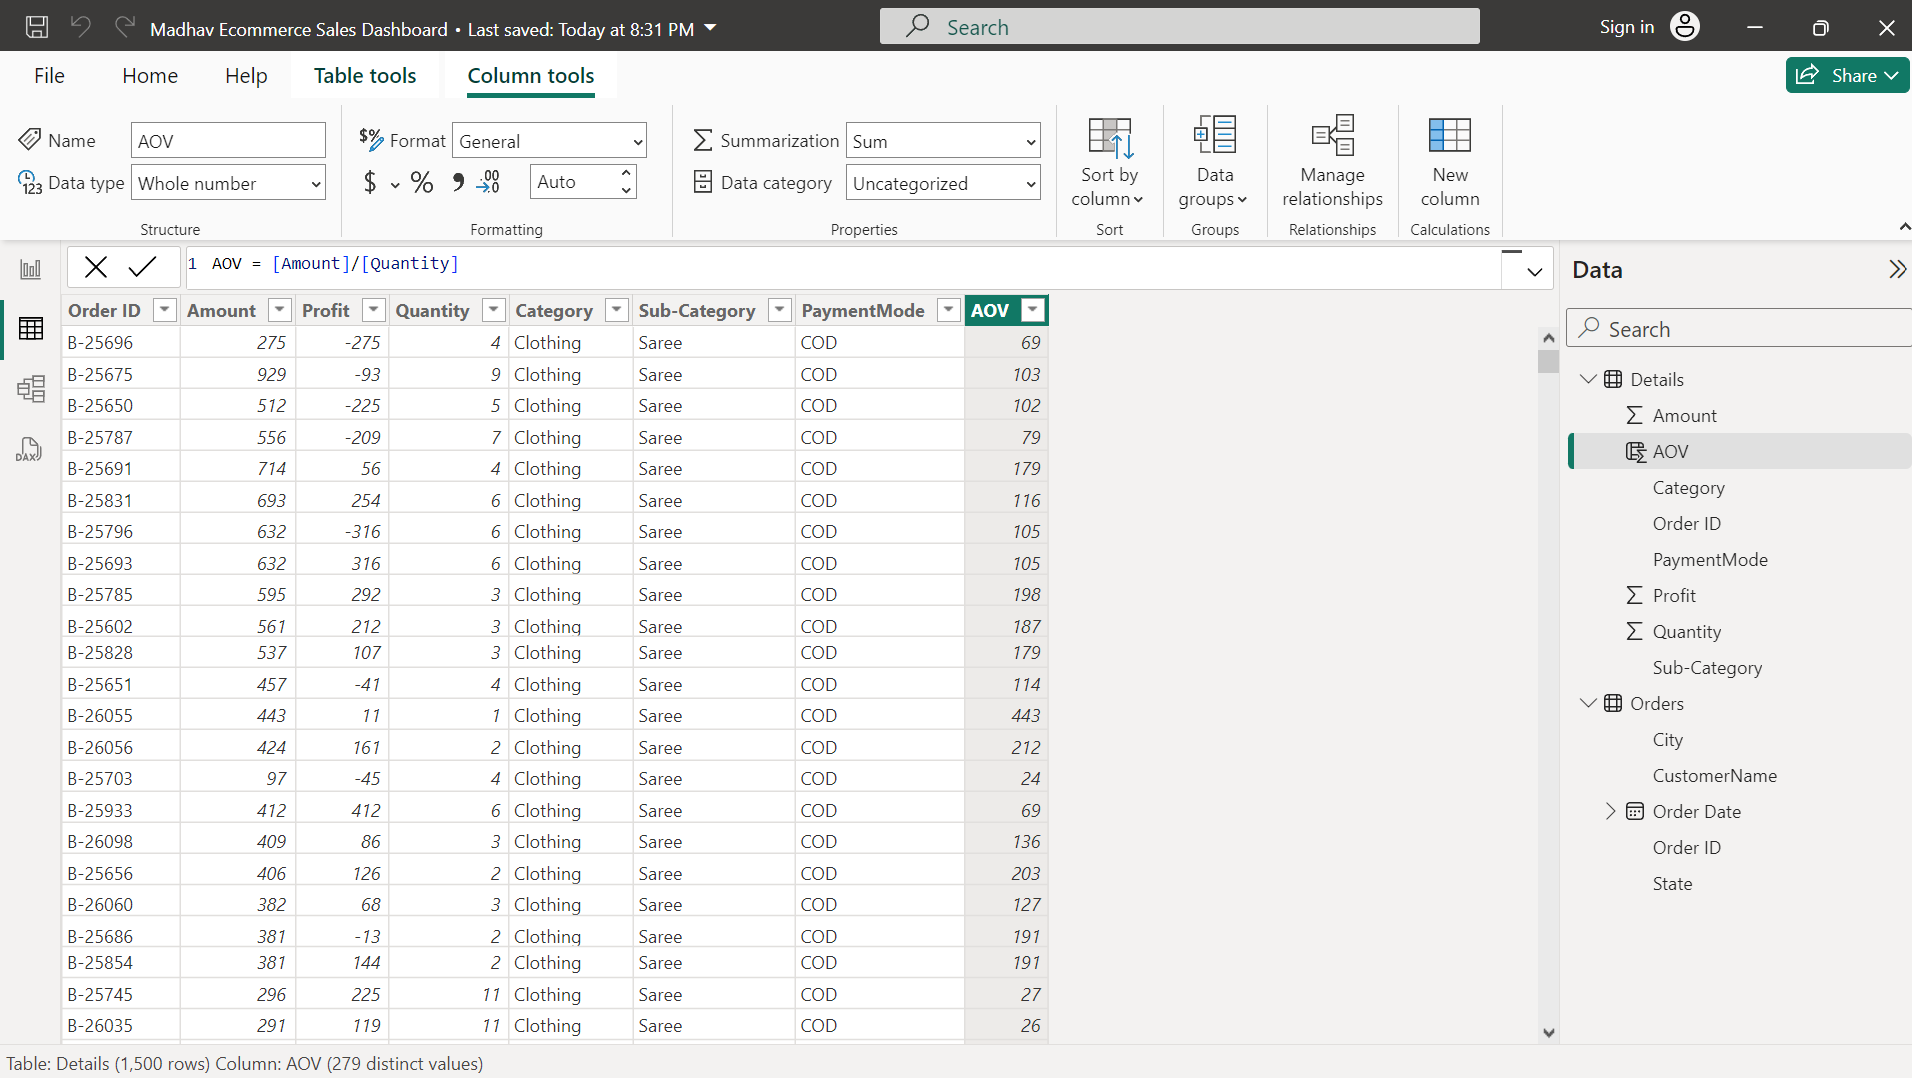 Madhav Ecommerce Sales Dashboard • Last saved: Today at 8:31 PM
Search
Sign in
File Home Help Table tools Column tools
Share
Name AOV
Data type Whole number
Structure
$% Format General
$ % 9 .00 Auto
Formatting
Summarization Sum
Data category Uncategorized
Properties
Sort by column
Sort
Data groups
Groups
Manage relationships
Relationships
New column
Calculations
1 AOV = [Amount]/[Quantity]
Order ID Amount Profit Quantity Category Sub-Category PaymentMode AOV
B-25696 275 -275 4 Clothing Saree COD 69
B-25675 929 -93 9 Clothing Saree COD 103
B-25650 512 -225 5 Clothing Saree COD 102
B-25787 556 -209 7 Clothing Saree COD 79
B-25691 714 56 4 Clothing Saree COD 179
B-25831 693 254 6 Clothing Saree COD 116
B-25796 632 -316 6 Clothing Saree COD 105
B-25693 632 316 6 Clothing Saree COD 105
B-25785 595 292 3 Clothing Saree COD 198
B-25602 561 212 3 Clothing Saree COD 187
B-25828 537 107 3 Clothing Saree COD 179
B-25651 457 -41 4 Clothing Saree COD 114
B-26055 443 11 1 Clothing Saree COD 443
B-26056 424 161 2 Clothing Saree COD 212
B-25703 97 -45 4 Clothing Saree COD 24
B-25933 412 412 6 Clothing Saree COD 69
B-26098 409 86 3 Clothing Saree COD 136
B-25656 406 126 2 Clothing Saree COD 203
B-26060 382 68 3 Clothing Saree COD 127
B-25686 381 -13 2 Clothing Saree COD 191
B-25854 381 144 2 Clothing Saree COD 191
B-25745 296 225 11 Clothing Saree COD 27
B-26035 291 119 11 Clothing Saree COD 26
DAX
Data
Search
Details
Amount
AOV
Category
Order ID
PaymentMode
Profit
Quantity
Sub-Category
Orders
City
CustomerName
Order Date
Order ID
State
Table: Details (1,500 rows) Column: AOV (279 distinct values)